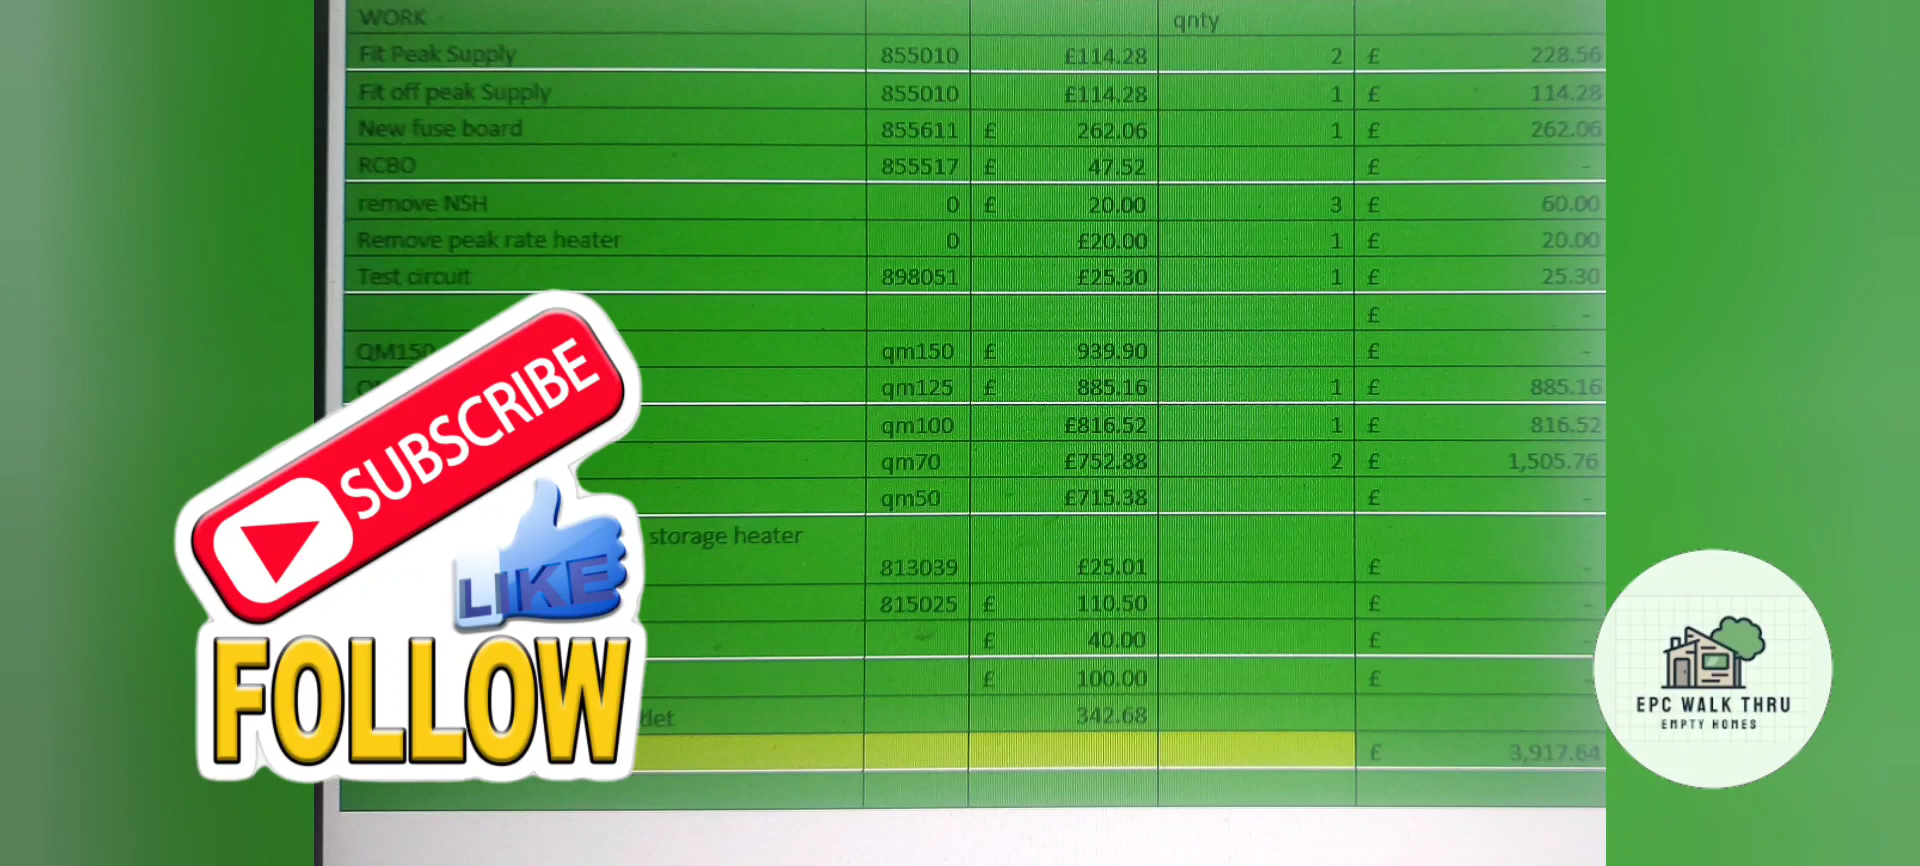 WORK qnty
Fit Peak Supply 855010 £114.28 2 £ 228.56
Fit off peak Supply 855010 £114.28 1 £ 114.28
New fuse board 855611 £ 262.06 1 £ 262.06
RCBO 855517 £ 47.52 £ -
remove NSH 0 £ 20.00 3 £ 60.00
Remove peak rate heater 0 £20.00 1 £ 20.00
Test circuit 898051 £25.30 1 £ 25.30
£ -
QM150 qm150 £ 939.90 £ -
qm125 £ 885.16 1 £ 885.16
qm100 £816.52 1 £ 816.52
qm70 £752.88 2 £ 1,505.76
qm50 £715.38 £ -
storage heater
813039 £25.01 £ -
815025 £ 110.50 £ -
£ 40.00 £ -
£ 100.00 £ -
342.68
£ 3,917.64
SUBSCRIBE
LIKE
FOLLOW
EPC WALK THRU
EMPTY HOMES